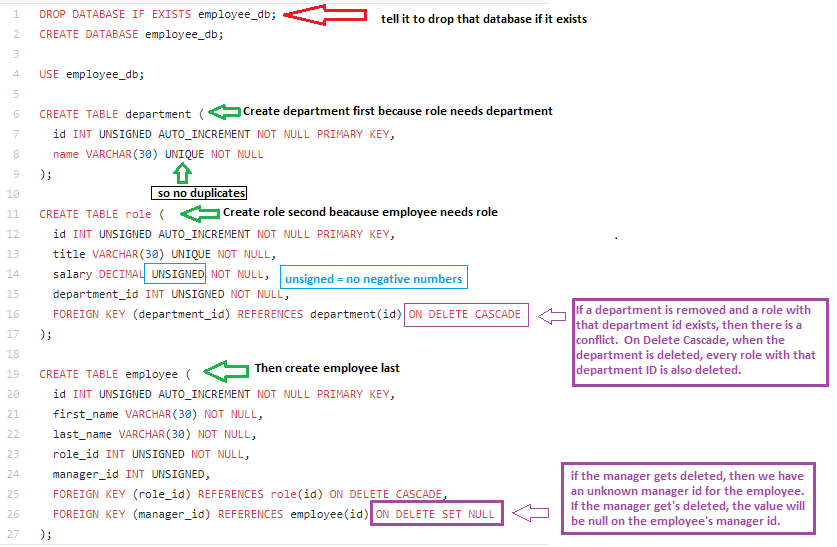 1 DROP DATABASE IF EXISTS employee_db; tell it to drop that database if it exists
2 CREATE DATABASE employee_db;
3
4 USE employee_db;
5
6 CREATE TABLE department ( Create department first because role needs department
7 id INT UNSIGNED AUTO_INCREMENT NOT NULL PRIMARY KEY,
8 name VARCHAR(30) UNIQUE NOT NULL
9 );
so no duplicates
10
11 CREATE TABLE role ( Create role second beacause employee needs role
12 id INT UNSIGNED AUTO_INCREMENT NOT NULL PRIMARY KEY,
13 title VARCHAR(30) UNIQUE NOT NULL,
14 salary DECIMAL UNSIGNED NOT NULL, unsigned = no negative numbers
15 department_id INT UNSIGNED NOT NULL,
16 FOREIGN KEY (department_id) REFERENCES department(id) ON DELETE CASCADE
17 );
If a department is removed and a role with
that department id exists, then there is a
conflict. On Delete Cascade, when the
department is deleted, every role with that
department ID is also deleted.
18
19 CREATE TABLE employee ( Then create employee last
20 id INT UNSIGNED AUTO_INCREMENT NOT NULL PRIMARY KEY,
21 first_name VARCHAR(30) NOT NULL,
22 last_name VARCHAR(30) NOT NULL,
23 role_id INT UNSIGNED NOT NULL,
24 manager_id INT UNSIGNED,
25 FOREIGN KEY (role_id) REFERENCES role(id) ON DELETE CASCADE,
26 FOREIGN KEY (manager_id) REFERENCES employee(id) ON DELETE SET NULL
27 );
if the manager gets deleted, then we have
an unknown manager id for the employee.
If the manager get's deleted, the value will
be null on the employee's manager id.